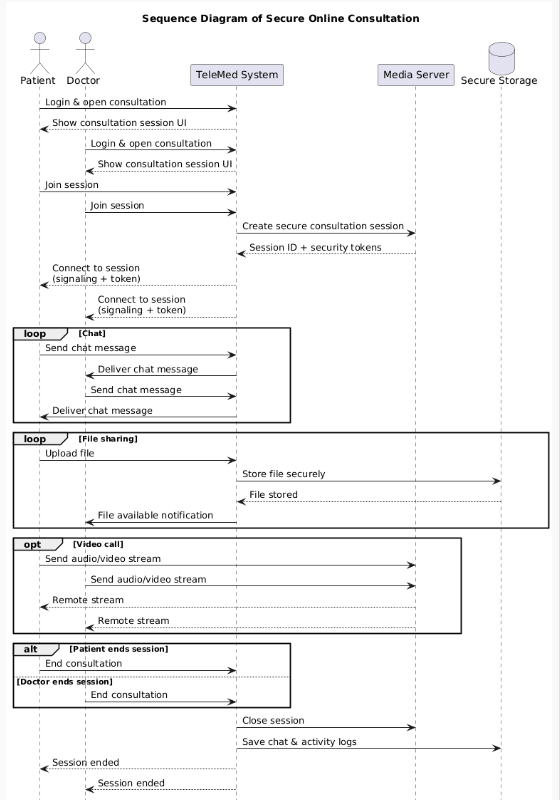 Sequence Diagram of Secure Online Consultation
Patient
Doctor
TeleMed System
Media Server
Secure Storage
Login & open consultation
Show consultation session UI
Login & open consultation
Show consultation session UI
Join session
Join session
Create secure consultation session
Session ID + security tokens
Connect to session
(signaling + token)
Connect to session
(signaling + token)
loop [Chat]
Send chat message
Deliver chat message
Send chat message
Deliver chat message
loop [File sharing]
Upload file
Store file securely
File stored
File available notification
opt [Video call]
Send audio/video stream
Send audio/video stream
Remote stream
Remote stream
alt [Patient ends session]
End consultation
[Doctor ends session]
End consultation
Close session
Save chat & activity logs
Session ended
Session ended